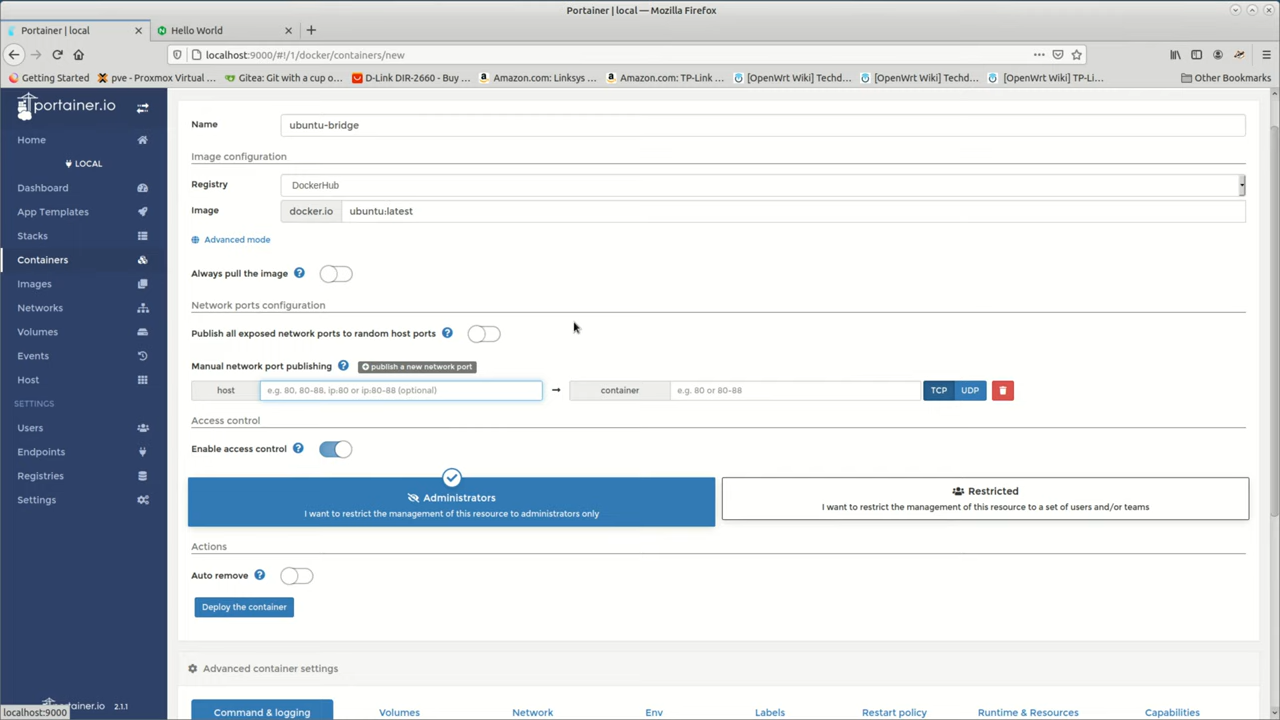 Portainer | local — Mozilla Firefox
Portainer | local
Hello World
localhost:9000/#!/1/docker/containers/new
Getting Started
pve - Proxmox Virtual ...
Gitea: Git with a cup o...
D-Link DIR-2660 - Buy ...
Amazon.com: Linksys ...
Amazon.com: TP-Link ...
[OpenWrt Wiki] Techd...
[OpenWrt Wiki] Techd...
[OpenWrt Wiki] TP-Li...
Other Bookmarks
portainer.io
Home
LOCAL
Dashboard
App Templates
Stacks
Containers
Images
Networks
Volumes
Events
Host
SETTINGS
Users
Endpoints
Registries
Settings
tainer.io 2.1.1
localhost:9000
Name ubuntu-bridge
Image configuration
Registry DockerHub
Image docker.io ubuntu:latest
Advanced mode
Always pull the image
Network ports configuration
Publish all exposed network ports to random host ports
Manual network port publishing publish a new network port
host e.g. 80, 80-88, ip:80 or ip:80-88 (optional) → container e.g. 80 or 80-88 TCP UDP
Access control
Enable access control
Administrators
I want to restrict the management of this resource to administrators only
Restricted
I want to restrict the management of this resource to a set of users and/or teams
Actions
Auto remove
Deploy the container
Advanced container settings
Command & logging Volumes Network Env Labels Restart policy Runtime & Resources Capabilities